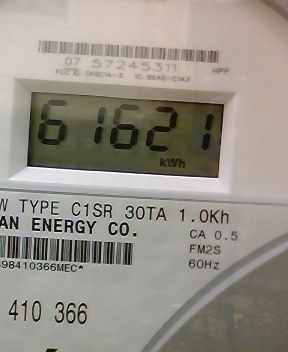 07 57245311
HPP
61621
kWh
TYPE C1SR 30TA 1.0Kh
AN ENERGY CO.
CA 0.5
FM2S
60Hz
98410366MEC*
410 366